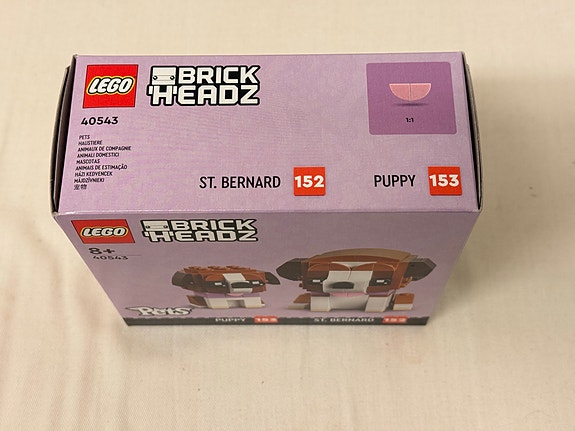 LEGO
BRICK
HEADZ
40543
PETS
HAUSTIERE
ANIMAUX DE COMPAGNIE
ANIMALI DOMESTICI
MASCOTAS
ANIMAIS DE ESTIMAÇÃO
HÁZI KEDVENCEK
MĀJDZĪVNIEKI
宠物
1:1
ST. BERNARD 152
PUPPY 153
LEGO
BRICK
HEADZ
8+
40543
Pets
PUPPY 153
ST. BERNARD 152